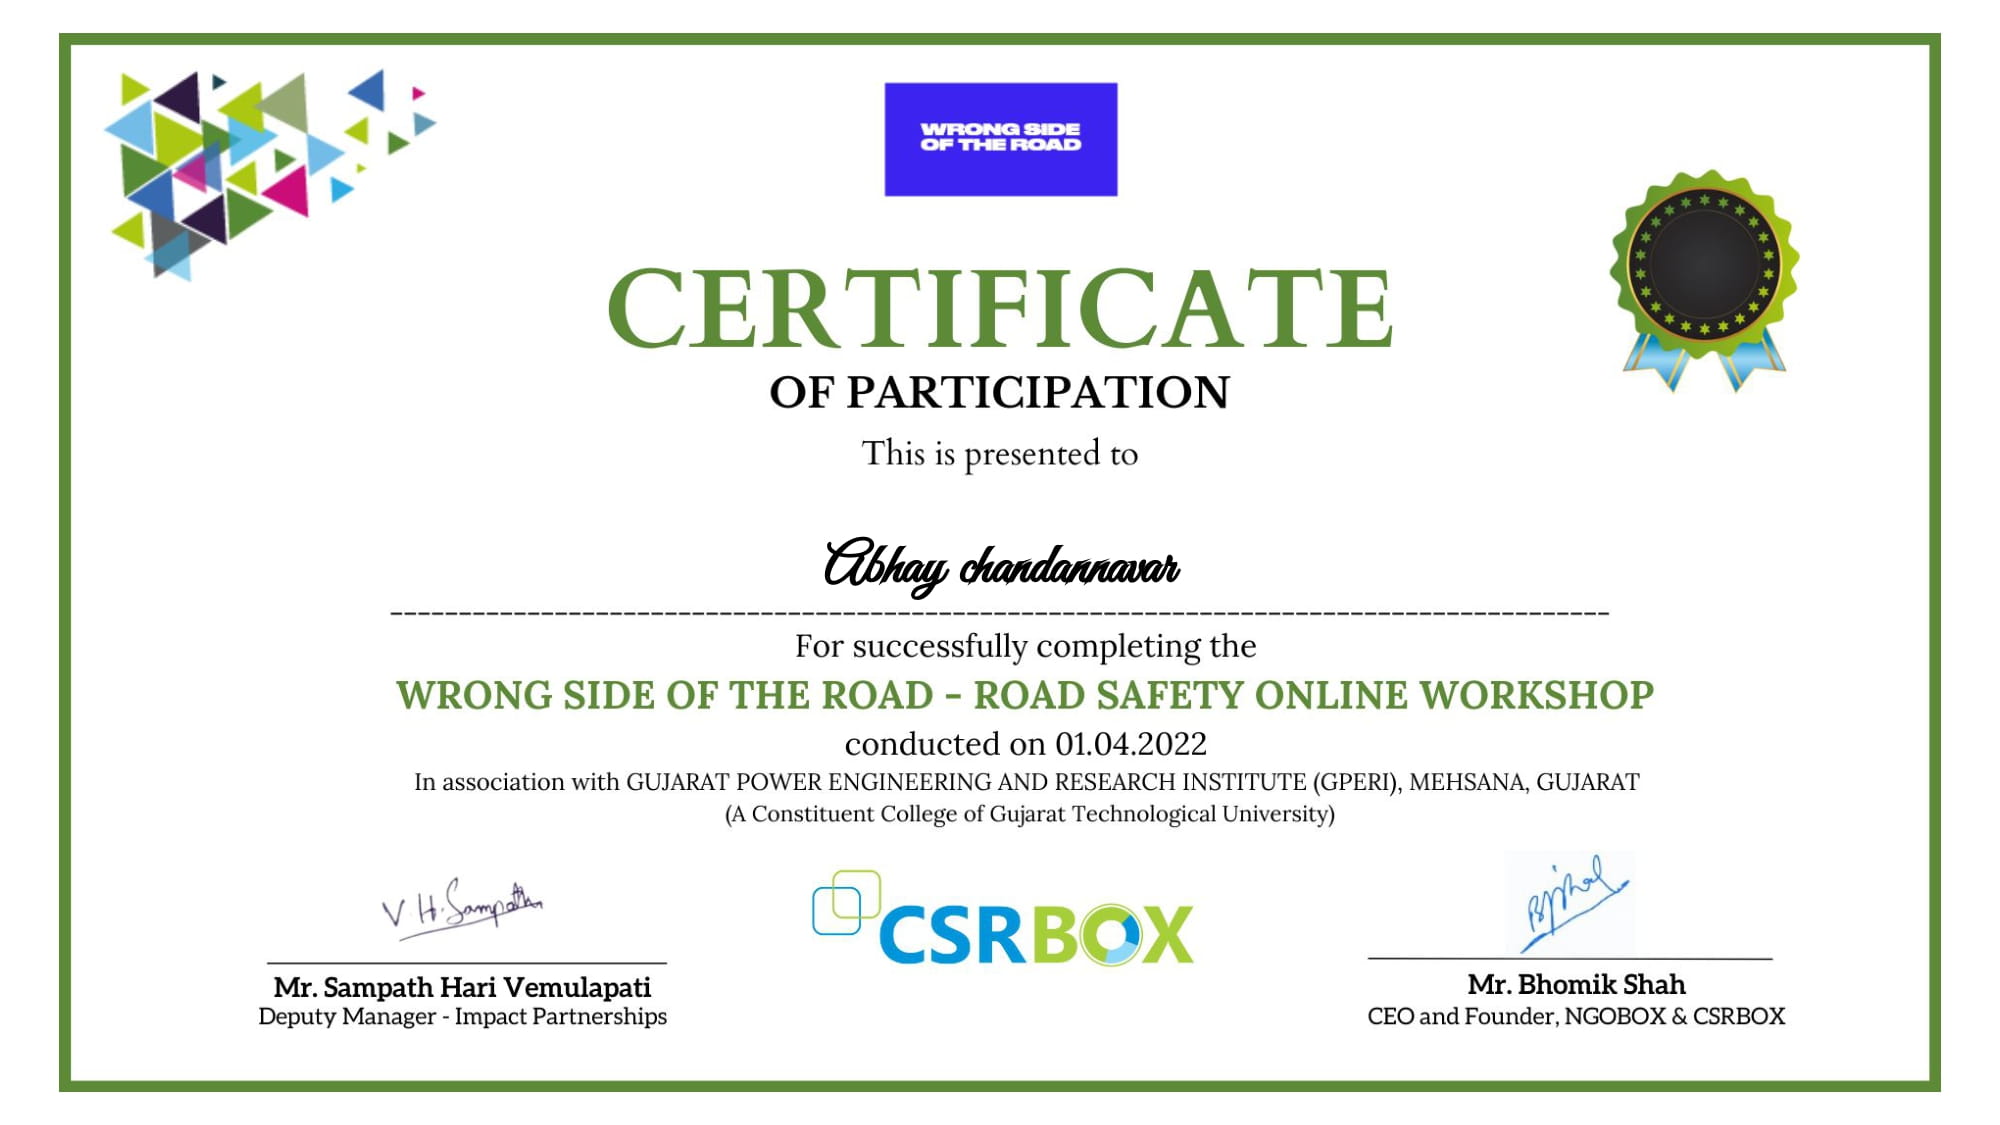 WRONG SIDE
OF THE ROAD
CERTIFICATE
OF PARTICIPATION
This is presented to
Abhay chandannavar
For successfully completing the
WRONG SIDE OF THE ROAD - ROAD SAFETY ONLINE WORKSHOP
conducted on 01.04.2022
In association with GUJARAT POWER ENGINEERING AND RESEARCH INSTITUTE (GPERI), MEHSANA, GUJARAT
(A Constituent College of Gujarat Technological University)
V.H.Sampath
CSRBOX
Mr. Sampath Hari Vemulapati
Deputy Manager - Impact Partnerships
Mr. Bhomik Shah
CEO and Founder, NGOBOX & CSRBOX